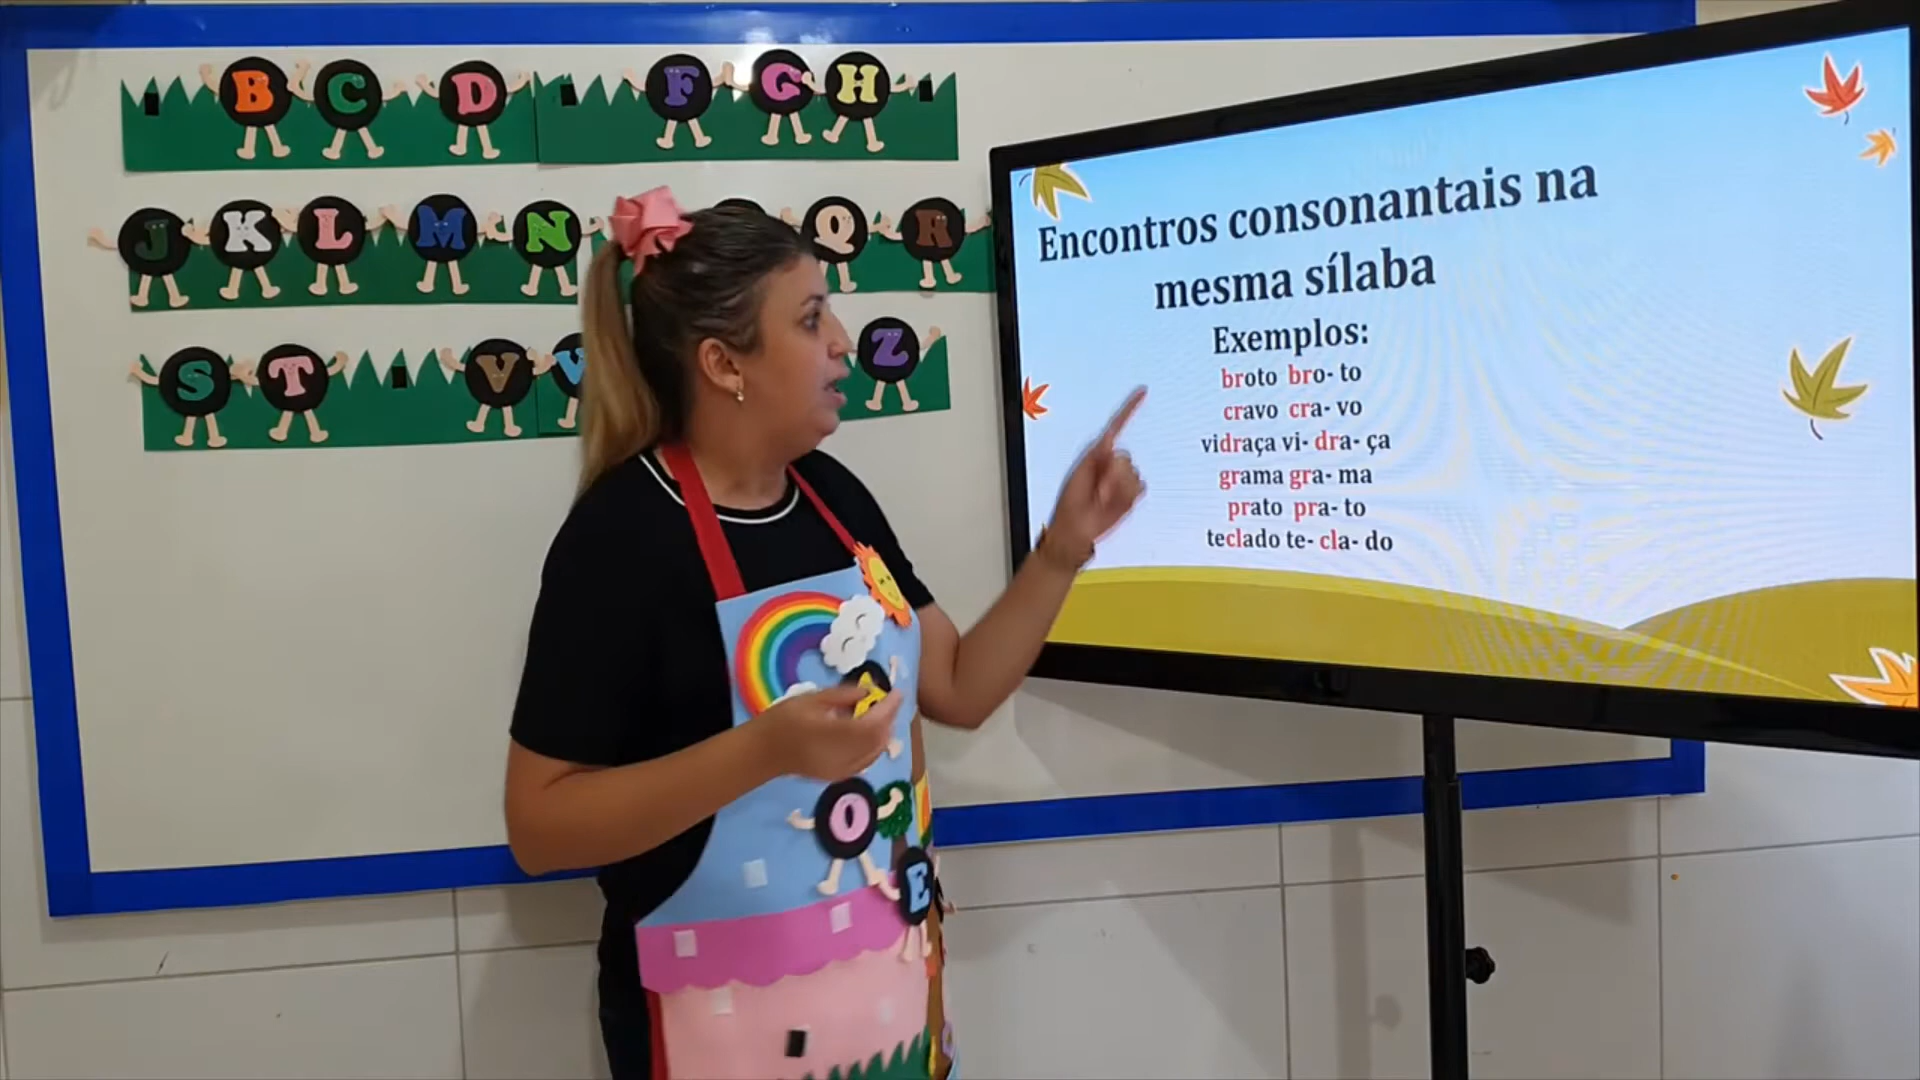 B C D F G H
J K L M N Q R
S T V Z
A
O
E
Encontros consonantais na
mesma sílaba
Exemplos:
broto bro- to
cravo cra- vo
vidraça vi- dra- ça
grama gra- ma
prato pra- to
teclado te- cla- do